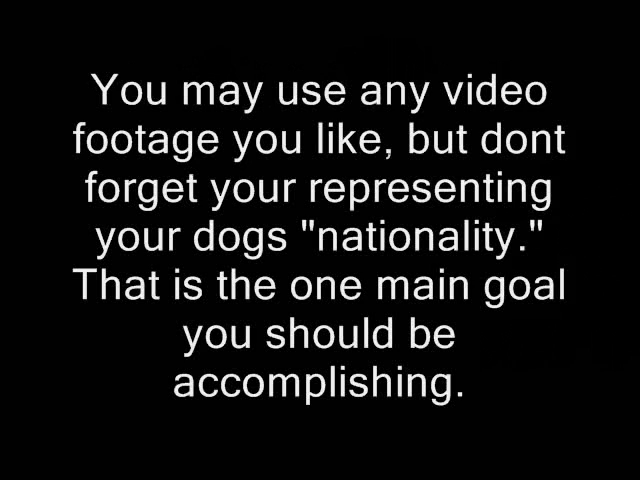 You may use any video
footage you like, but dont
forget your representing
your dogs "nationality."
That is the one main goal
you should be
accomplishing.